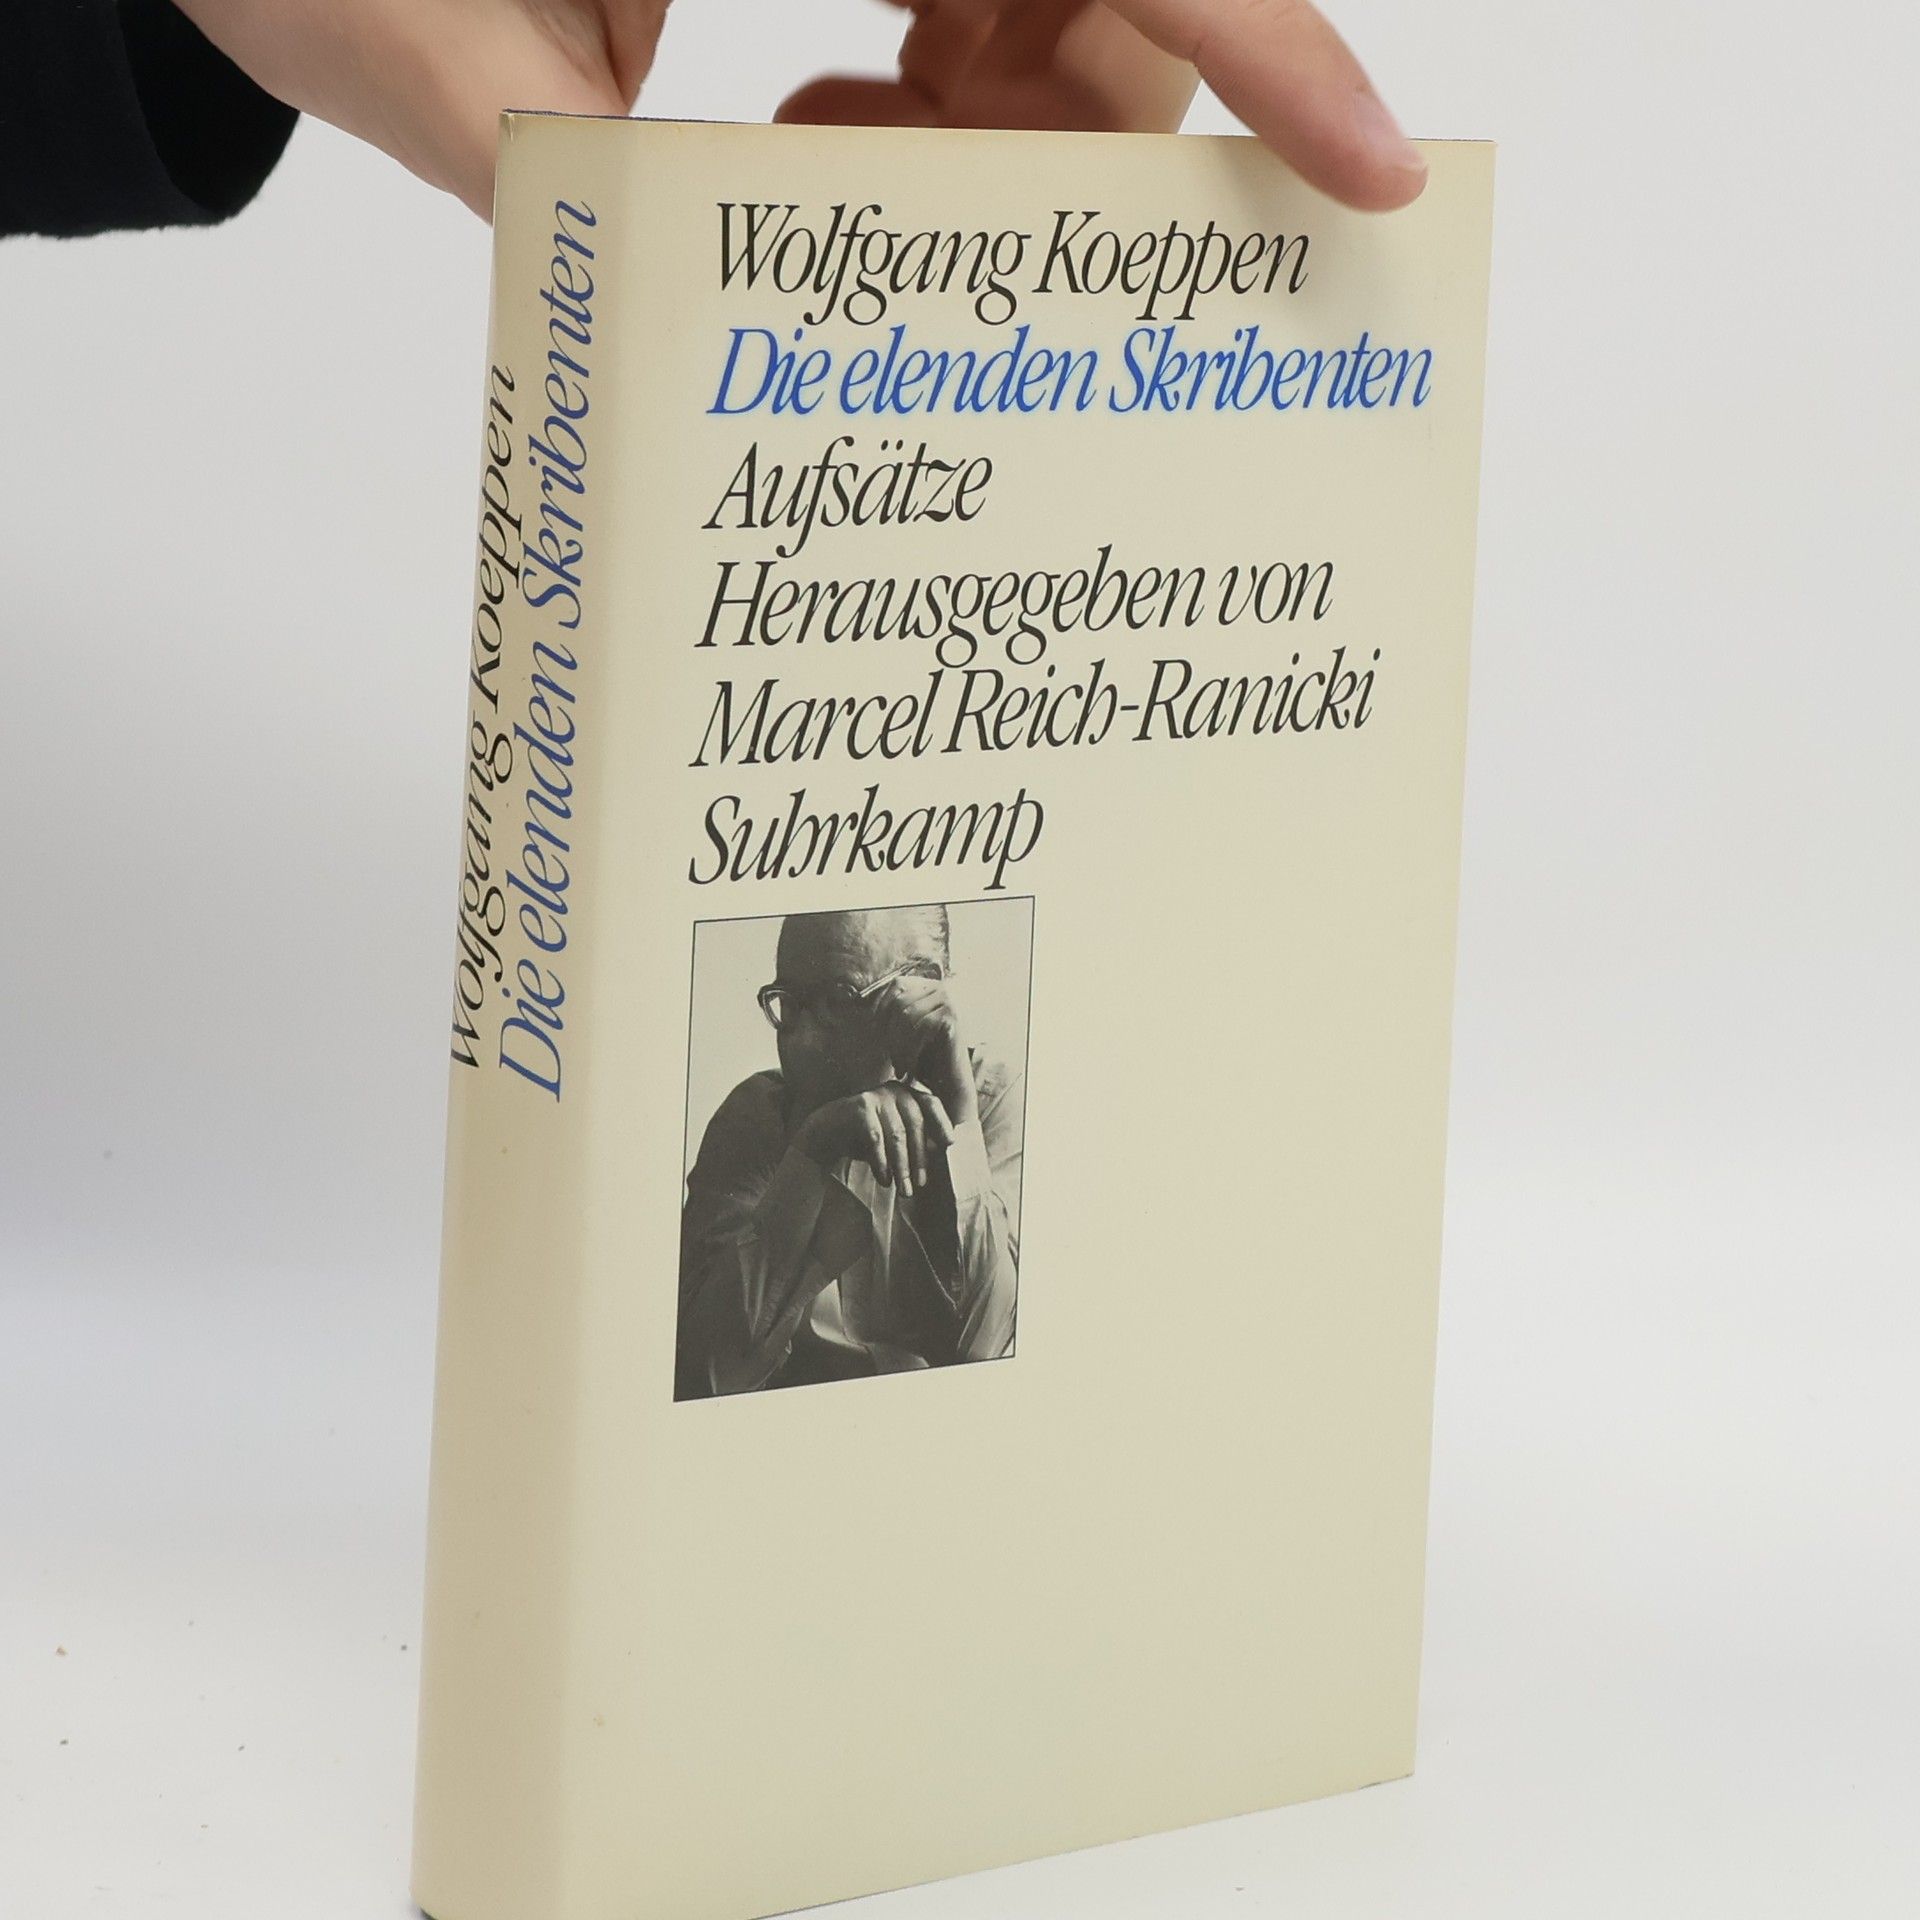 Wolfgang Koeppen
Die elenden Skribenten
Aufsätze
Herausgegeben von
Marcel Reich-Ranicki
Suhrkamp
Wolfgang Koeppen
Die elenden Skribenten